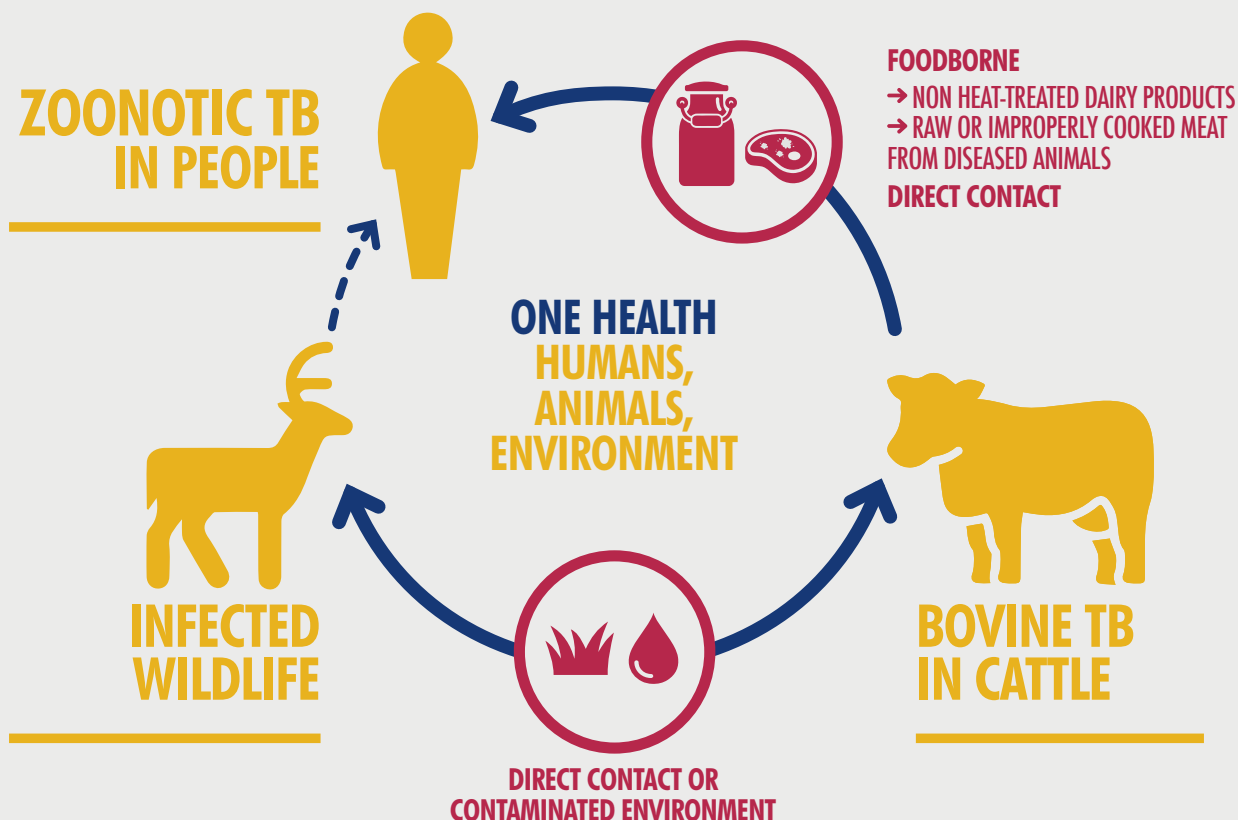 ZOONOTIC TB
IN PEOPLE
FOODBORNE
→ NON HEAT-TREATED DAIRY PRODUCTS
→ RAW OR IMPROPERLY COOKED MEAT
FROM DISEASED ANIMALS
DIRECT CONTACT
ONE HEALTH
HUMANS,
ANIMALS,
ENVIRONMENT
INFECTED
WILDLIFE
BOVINE TB
IN CATTLE
DIRECT CONTACT OR
CONTAMINATED ENVIRONMENT